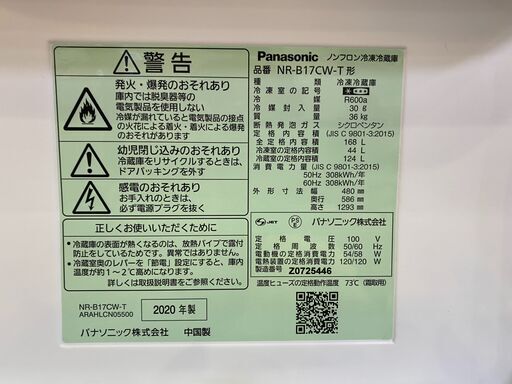 警告
発火・爆発のおそれあり
庫内では脱臭器等の
電気製品を使用しない
冷媒が漏れていると電気製品の接点
の火花による着火・着火による爆発
のおそれあり
幼児閉じ込みのおそれあり
冷蔵庫をリサイクルするときは、
ドアパッキングを外す
感電のおそれあり
お手入れのときは、
必ず電源プラグを抜く
正しくお使いいただくために
●冷蔵庫の表面が熱くなるのは、放熱パイプで露付
き防止をしているためです。異常ではありません。
●冷蔵室奥のレバーを「節電」設定にすると、庫内
温度が約1~2℃高めになります。
詳しくは取扱説明書をご参照ください。
NR-B17CW-T
ARAHLCN05500
2020年製
パナソニック株式会社 中国製
Panasonic ノンフロン冷凍冷蔵庫
品番 NR-B17CW-T 形
種類 冷凍冷蔵庫
冷凍室の記号
冷媒 R600a
冷媒封入量 30 g
質量 36 kg
断熱発泡ガス シクロペンタン
定格内容積 (JIS C 9801-3:2015)
全定格内容積 168 L
冷凍室の定格内容積 44 L
冷蔵室の定格内容積 124 L
消費電力量 (JIS C 9801-3:2015)
50Hz 308kWh/年
60Hz 308kWh/年
外形寸法 幅 480 ㎜
奥行 586 ㎜
高さ 1293 ㎜
JET PSE パナソニック株式会社
定格電圧 100 V
定格周波数 50/60 Hz
電動機の定格消費電力 54/58 W
電熱装置の定格消費電力 120/120 W
製造番号 Z0725446
温度ヒューズの定格動作温度 73℃ (霜取用)